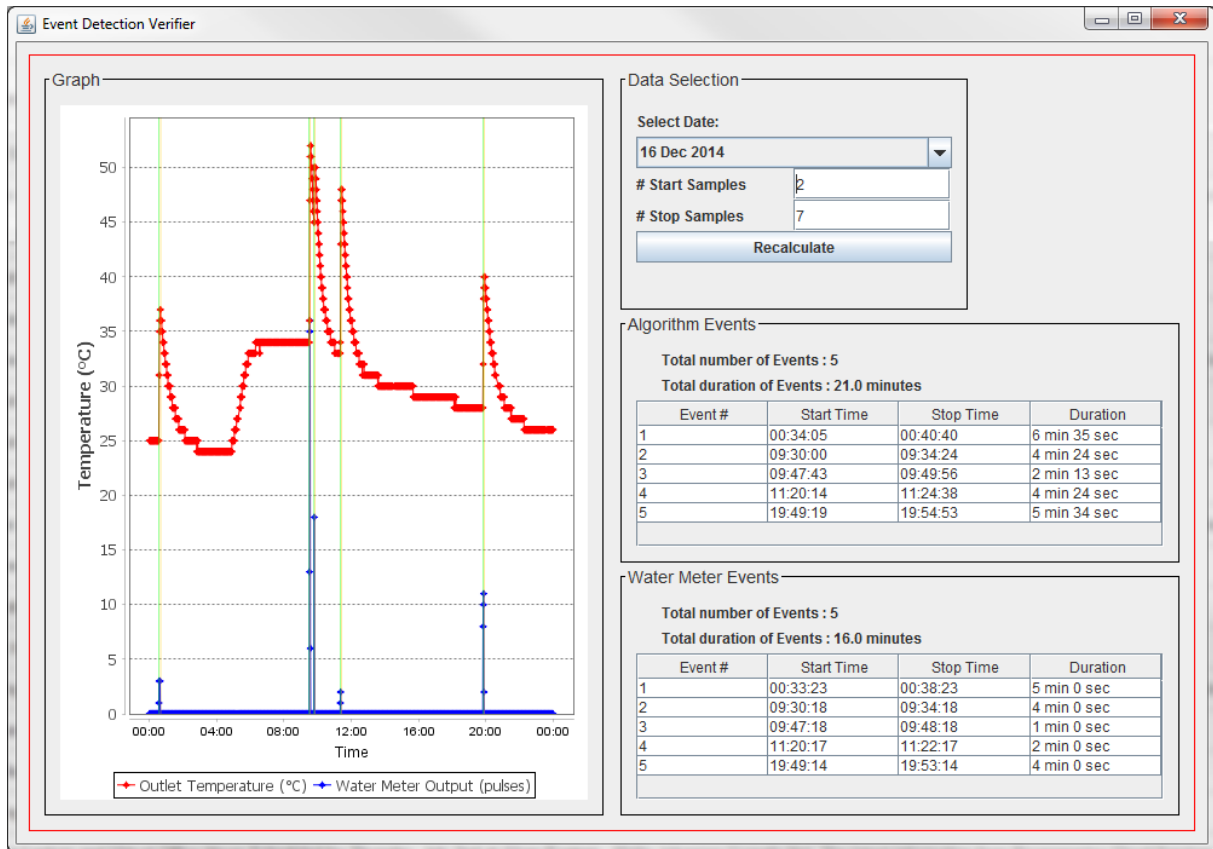 Event Detection Verifier
Graph
50
45
40
35
30
25
20
15
10
5
0
Temperature (°C)
00:00 04:00 08:00 12:00 16:00 20:00 00:00
Time
Outlet Temperature (°C) Water Meter Output (pulses)
Data Selection
Select Date:
16 Dec 2014
# Start Samples 2
# Stop Samples 7
Recalculate
Algorithm Events
Total number of Events : 5
Total duration of Events : 21.0 minutes
Event # Start Time Stop Time Duration
1 00:34:05 00:40:40 6 min 35 sec
2 09:30:00 09:34:24 4 min 24 sec
3 09:47:43 09:49:56 2 min 13 sec
4 11:20:14 11:24:38 4 min 24 sec
5 19:49:19 19:54:53 5 min 34 sec
Water Meter Events
Total number of Events : 5
Total duration of Events : 16.0 minutes
Event # Start Time Stop Time Duration
1 00:33:23 00:38:23 5 min 0 sec
2 09:30:18 09:34:18 4 min 0 sec
3 09:47:18 09:48:18 1 min 0 sec
4 11:20:17 11:22:17 2 min 0 sec
5 19:49:14 19:53:14 4 min 0 sec